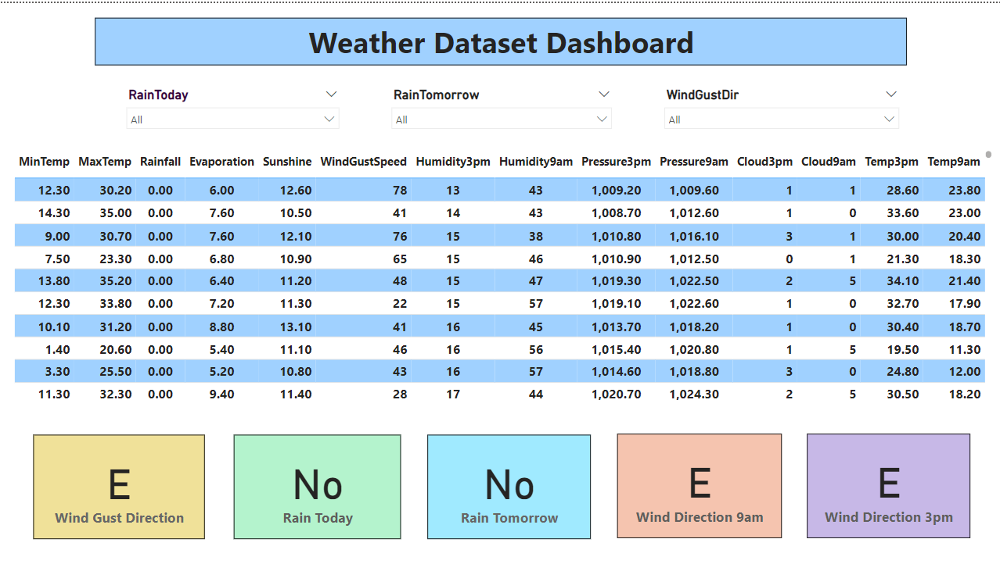 Weather Dataset Dashboard
RainToday RainTomorrow WindGustDir
All All All
MinTemp MaxTemp Rainfall Evaporation Sunshine WindGustSpeed Humidity3pm Humidity9am Pressure3pm Pressure9am Cloud3pm Cloud9am Temp3pm Temp9am
12.30 30.20 0.00 6.00 12.60 78 13 43 1,009.20 1,009.60 1 1 28.60 23.80
14.30 35.00 0.00 7.60 10.50 41 14 43 1,008.70 1,012.60 1 0 33.60 23.00
9.00 30.70 0.00 7.60 12.10 76 15 38 1,010.80 1,016.10 3 1 30.00 20.40
7.50 23.30 0.00 6.80 10.90 65 15 46 1,010.90 1,012.50 0 1 21.30 18.30
13.80 35.20 0.00 6.40 11.20 48 15 47 1,019.30 1,022.50 2 5 34.10 21.40
12.30 33.80 0.00 7.20 11.30 22 15 57 1,019.10 1,022.60 1 0 32.70 17.90
10.10 31.20 0.00 8.80 13.10 41 16 45 1,013.70 1,018.20 1 0 30.40 18.70
1.40 20.60 0.00 5.40 11.10 46 16 56 1,015.40 1,020.80 1 5 19.50 11.30
3.30 25.50 0.00 5.20 10.80 43 16 57 1,014.60 1,018.80 3 0 24.80 12.00
11.30 32.30 0.00 9.40 11.40 28 17 44 1,020.70 1,024.30 2 5 30.50 18.20
E No No E E
Wind Gust Direction Rain Today Rain Tomorrow Wind Direction 9am Wind Direction 3pm